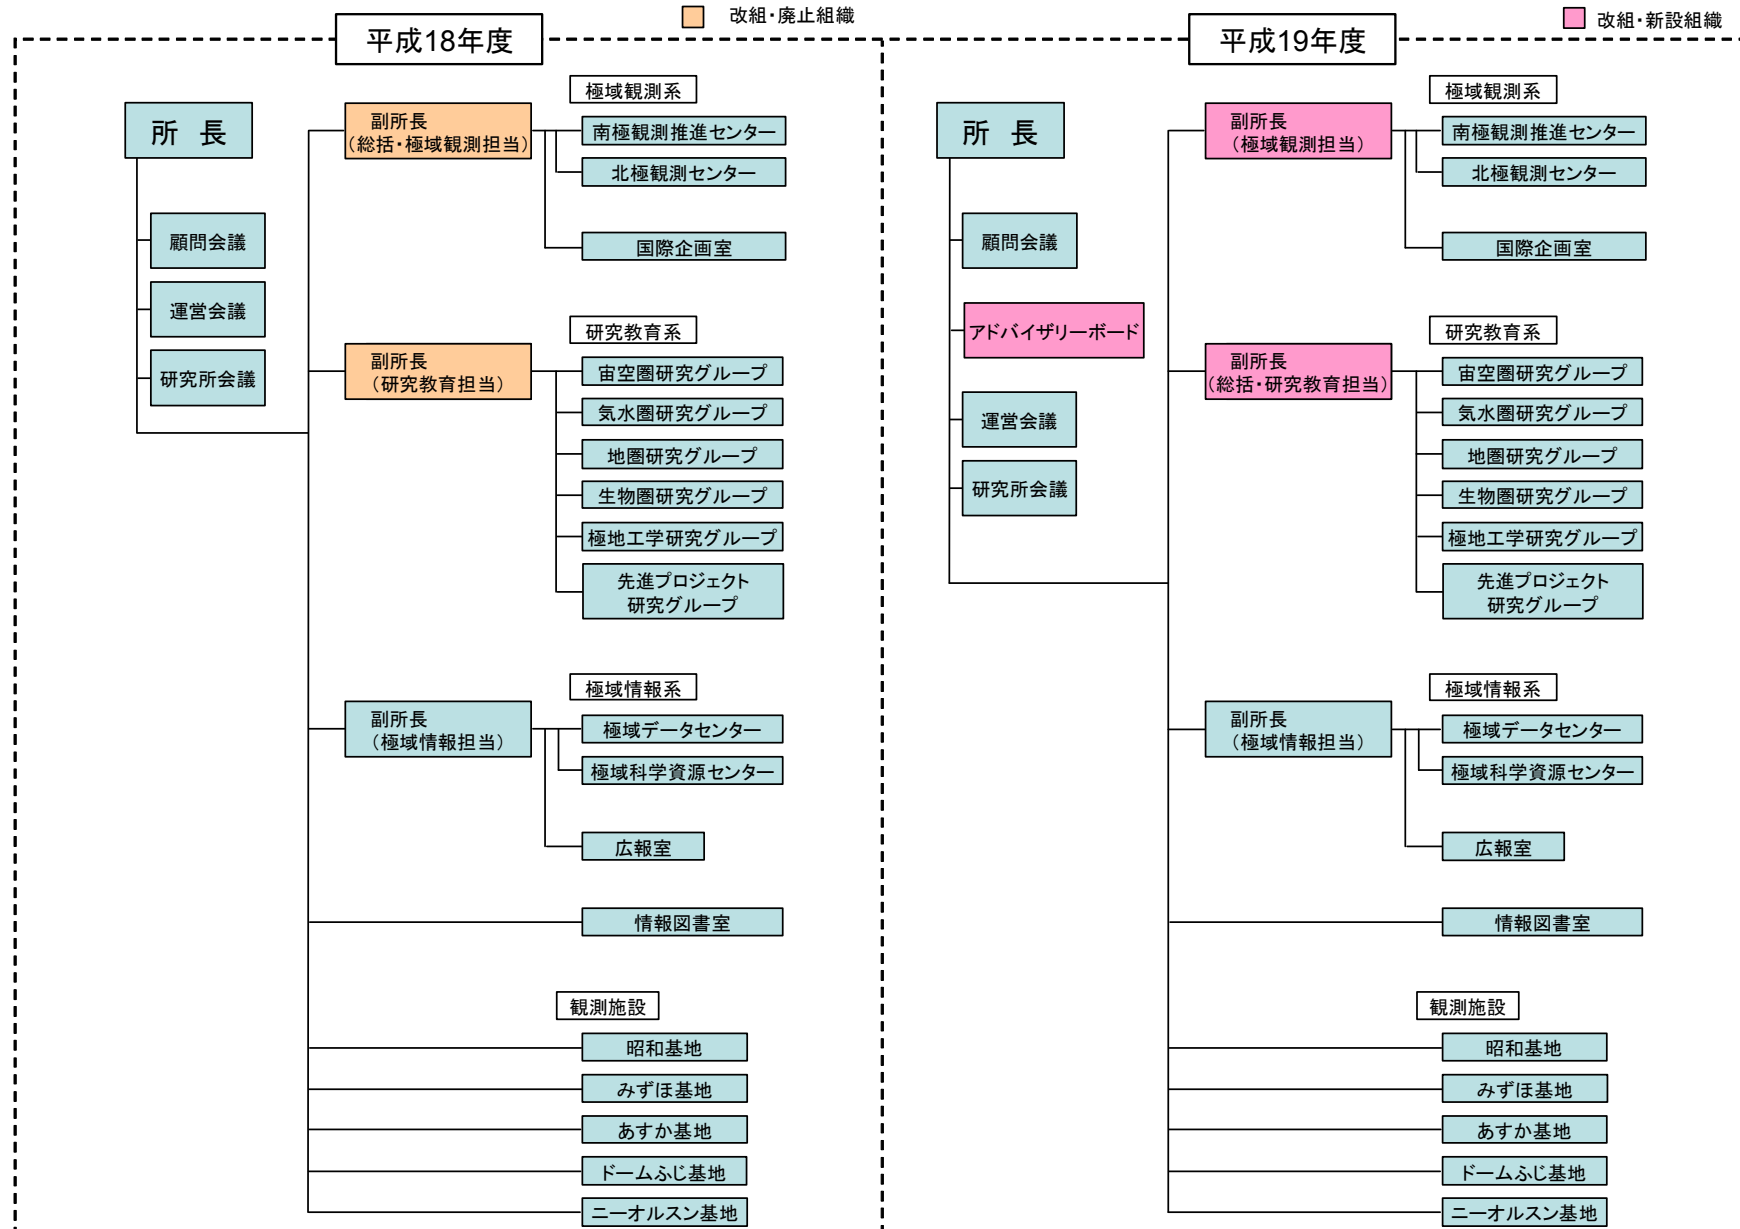 改組・廃止組織
改組・新設組織
平成18年度
所 長
顧問会議
運営会議
研究所会議
副所長
（総括・極域観測担当）
極域観測系
南極観測推進センター
北極観測センター
国際企画室
副所長
（研究教育担当）
研究教育系
宙空圏研究グループ
気水圏研究グループ
地圏研究グループ
生物圏研究グループ
極地工学研究グループ
先進プロジェクト
研究グループ
副所長
（極域情報担当）
極域情報系
極域データセンター
極域科学資源センター
広報室
情報図書室
観測施設
昭和基地
みずほ基地
あすか基地
ドームふじ基地
ニーオルスン基地
平成19年度
所 長
顧問会議
アドバイザリーボード
運営会議
研究所会議
副所長
（極域観測担当）
極域観測系
南極観測推進センター
北極観測センター
国際企画室
副所長
（総括・研究教育担当）
研究教育系
宙空圏研究グループ
気水圏研究グループ
地圏研究グループ
生物圏研究グループ
極地工学研究グループ
先進プロジェクト
研究グループ
副所長
（極域情報担当）
極域情報系
極域データセンター
極域科学資源センター
広報室
情報図書室
観測施設
昭和基地
みずほ基地
あすか基地
ドームふじ基地
ニーオルスン基地